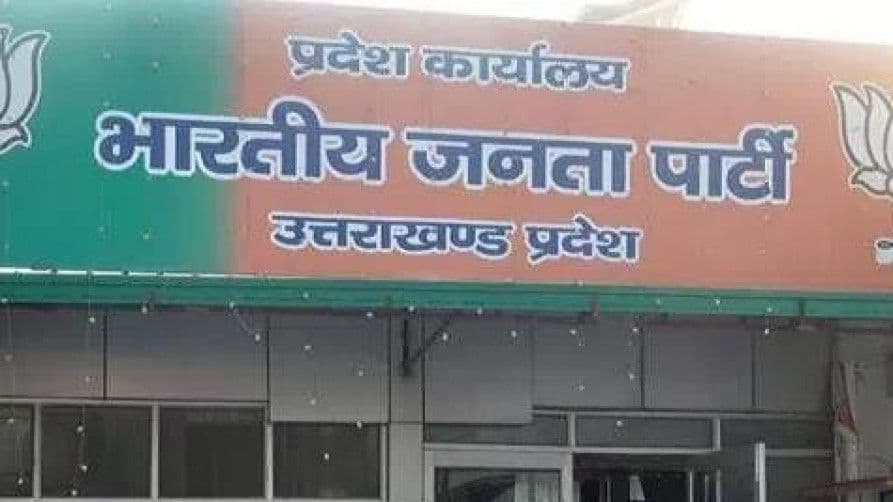 प्रदेश कार्यालय
भारतीय जनता पार्टी
उत्तराखण्ड प्रदेश